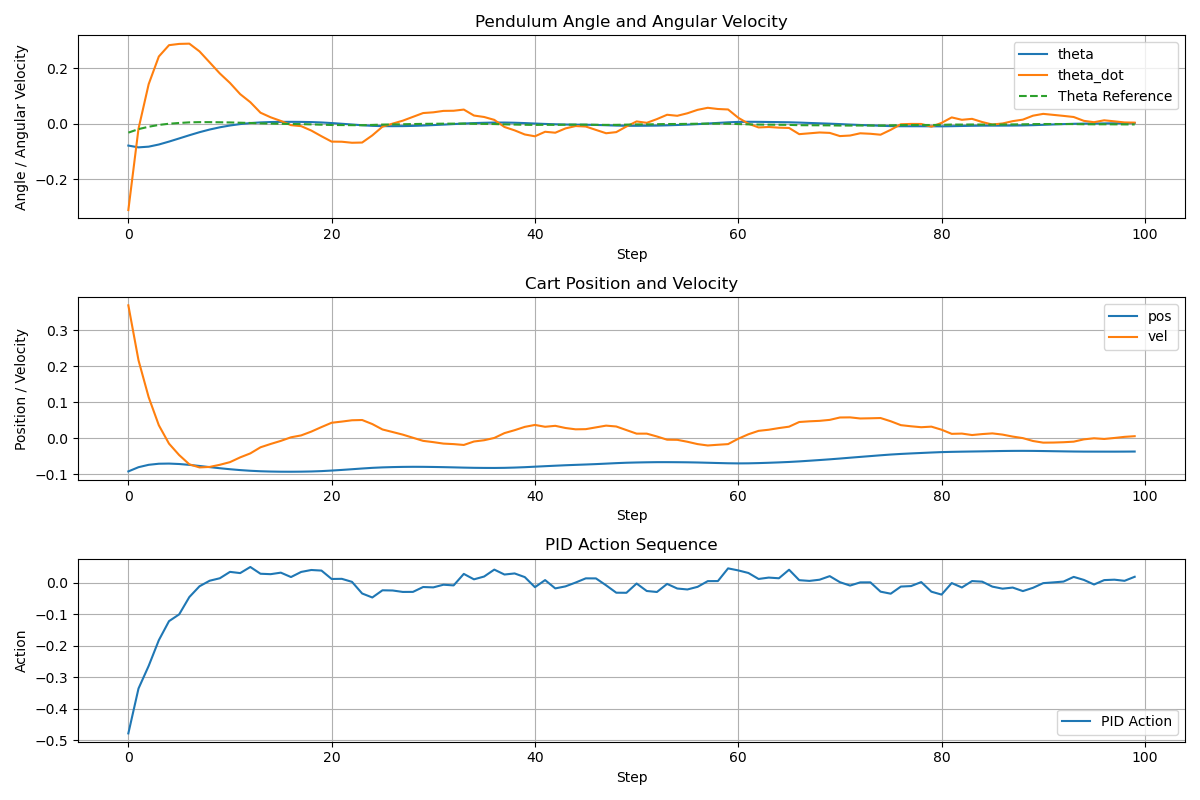 Pendulum Angle and Angular Velocity
Angle / Angular Velocity
0.2
0.0
−0.2
theta
theta_dot
Theta Reference
0 20 40 60 80 100
Step
Cart Position and Velocity
Position / Velocity
0.3
0.2
0.1
0.0
−0.1
pos
vel
0 20 40 60 80 100
Step
PID Action Sequence
Action
0.0
−0.1
−0.2
−0.3
−0.4
−0.5
PID Action
0 20 40 60 80 100
Step